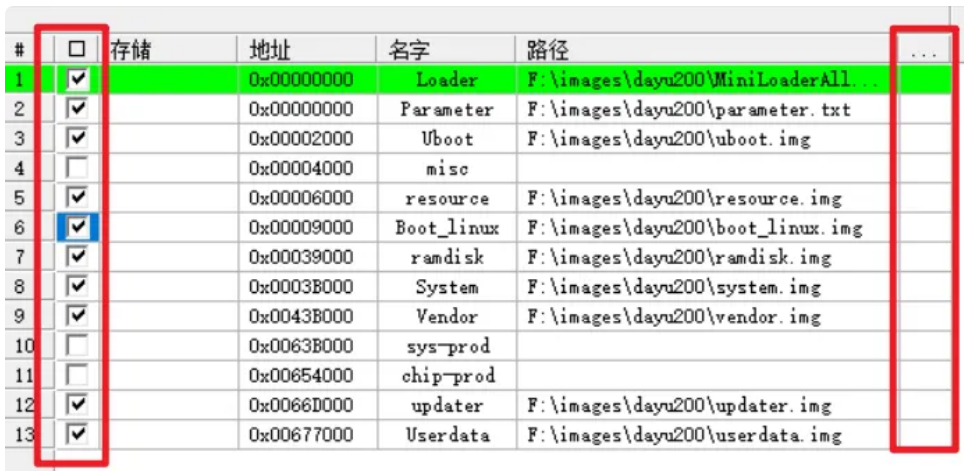 # 存储 地址 名字 路径 ...
1 0x00000000 Loader F:\images\dayu200\MiniLoaderAll...
2 0x00000000 Parameter F:\images\dayu200\parameter.txt
3 0x00002000 Uboot F:\images\dayu200\uboot.img
4 0x00004000 misc
5 0x00006000 resource F:\images\dayu200\resource.img
6 0x00009000 Boot_linux F:\images\dayu200\boot_linux.img
7 0x00039000 ramdisk F:\images\dayu200\ramdisk.img
8 0x0003B000 System F:\images\dayu200\system.img
9 0x0043B000 Vendor F:\images\dayu200\vendor.img
10 0x0063B000 sys-prod
11 0x00654000 chip-prod
12 0x0066D000 updater F:\images\dayu200\updater.img
13 0x00677000 Userdata F:\images\dayu200\userdata.img